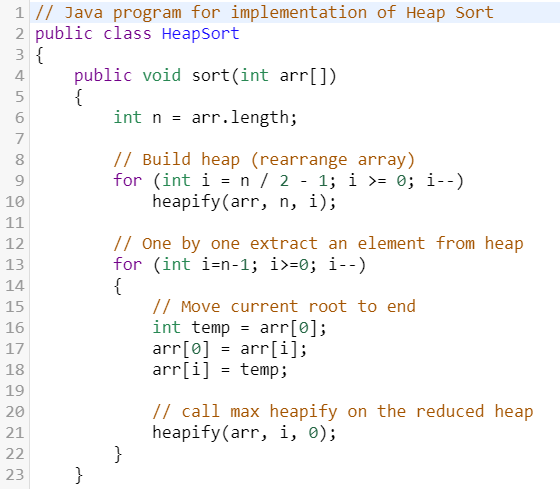 1 // Java program for implementation of Heap Sort
2 public class HeapSort
3 {
4     public void sort(int arr[])
5     {
6         int n = arr.length;
7
8         // Build heap (rearrange array)
9         for (int i = n / 2 - 1; i >= 0; i--)
10             heapify(arr, n, i);
11
12         // One by one extract an element from heap
13         for (int i=n-1; i>=0; i--)
14         {
15             // Move current root to end
16             int temp = arr[0];
17             arr[0] = arr[i];
18             arr[i] = temp;
19
20             // call max heapify on the reduced heap
21             heapify(arr, i, 0);
22         }
23     }